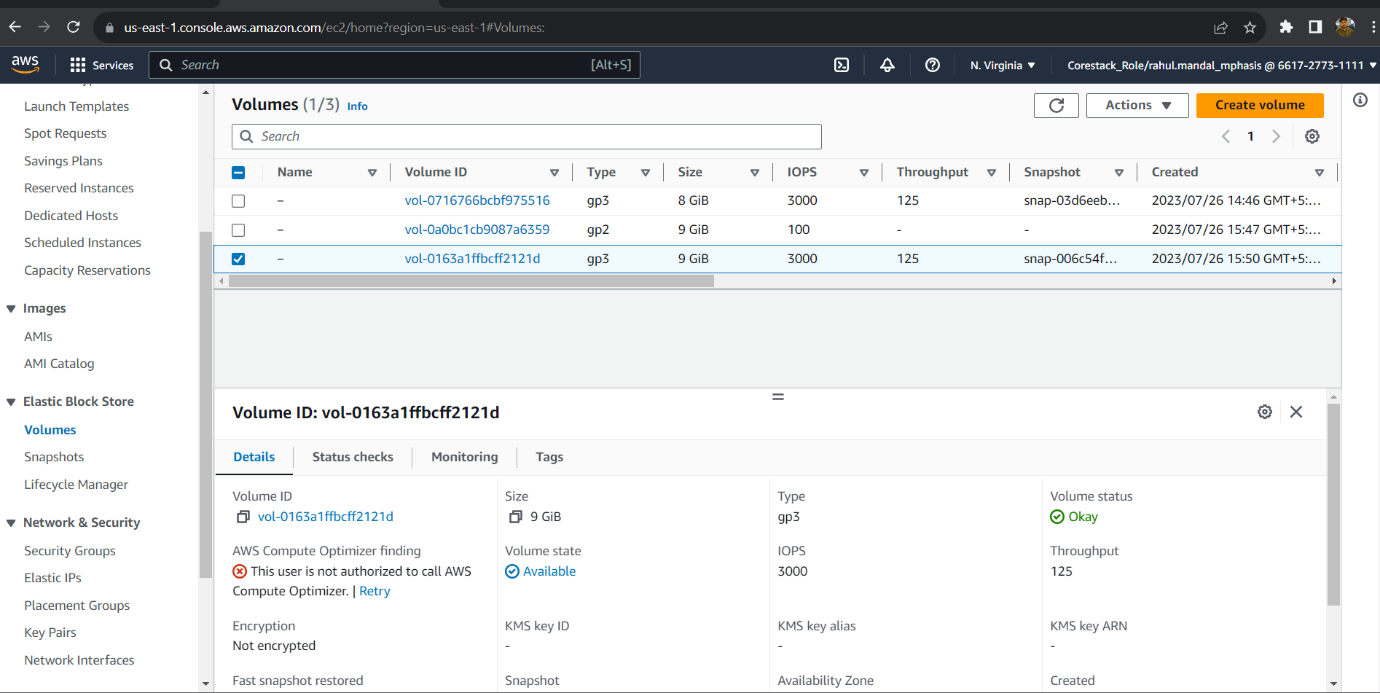 us-east-1.console.aws.amazon.com/ec2/home?region=us-east-1#Volumes:
aws Services Search [Alt+S] N. Virginia Corestack_Role/rahul.mandal_mphasis @ 6617-2773-1111
Launch Templates
Spot Requests
Savings Plans
Reserved Instances
Dedicated Hosts
Scheduled Instances
Capacity Reservations
Images
AMIs
AMI Catalog
Elastic Block Store
Volumes
Snapshots
Lifecycle Manager
Network & Security
Security Groups
Elastic IPs
Placement Groups
Key Pairs
Network Interfaces
Volumes (1/3) Info
Actions Create volume
Search
1
Name Volume ID Type Size IOPS Throughput Snapshot Created
– vol-0716766bcbf975516 gp3 8 GiB 3000 125 snap-03d6eeb... 2023/07/26 14:46 GMT+5:...
– vol-0a0bc1cb9087a6359 gp2 9 GiB 100 - - 2023/07/26 15:47 GMT+5:...
– vol-0163a1ffbcff2121d gp3 9 GiB 3000 125 snap-006c54f... 2023/07/26 15:50 GMT+5:...
Volume ID: vol-0163a1ffbcff2121d
Details Status checks Monitoring Tags
Volume ID Size Type Volume status
vol-0163a1ffbcff2121d 9 GiB gp3 Okay
AWS Compute Optimizer finding Volume state IOPS Throughput
This user is not authorized to call AWS Available 3000 125
Compute Optimizer. | Retry
Encryption KMS key ID KMS key alias KMS key ARN
Not encrypted - - -
Fast snapshot restored Snapshot Availability Zone Created